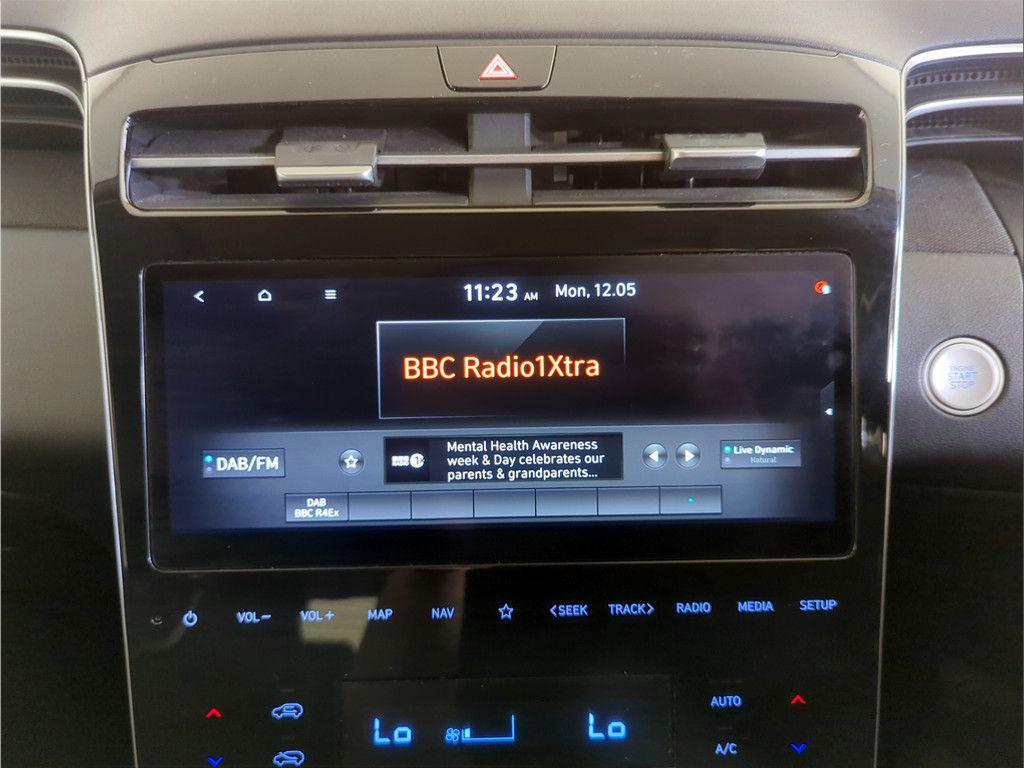 11:23 AM Mon, 12.05
BBC Radio1Xtra
ENGINE
START
STOP
DAB/FM
Mental Health Awareness
week & Day celebrates our
parents & grandparents...
Live Dynamic
Natural
DAB
BBC R4Ex
VOL- VOL+ MAP NAV <SEEK TRACK> RADIO MEDIA SETUP
AUTO
Lo Lo
A/C